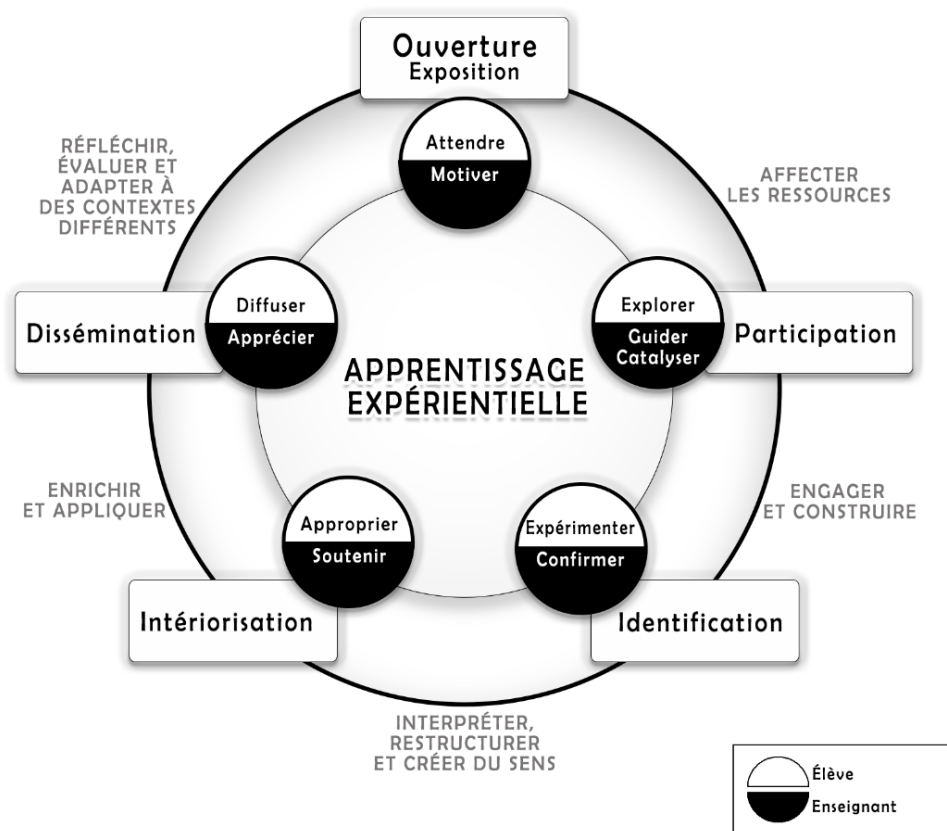 Ouverture
Exposition
Attendre
Motiver
RÉFLÉCHIR,
ÉVALUER ET
ADAPTER À
DES CONTEXTES
DIFFÉRENTS
AFFECTER
LES RESSOURCES
Dissémination
Diffuser
Apprécier
Explorer
Guider
Catalyser
Participation
APPRENTISSAGE
EXPÉRIENTIELLE
ENRICHIR
ET APPLIQUER
ENGAGER
ET CONSTRUIRE
Approprier
Soutenir
Expérimenter
Confirmer
Intériorisation
Identification
INTERPRÉTER,
RESTRUCTURER
ET CRÉER DU SENS
Élève
Enseignant